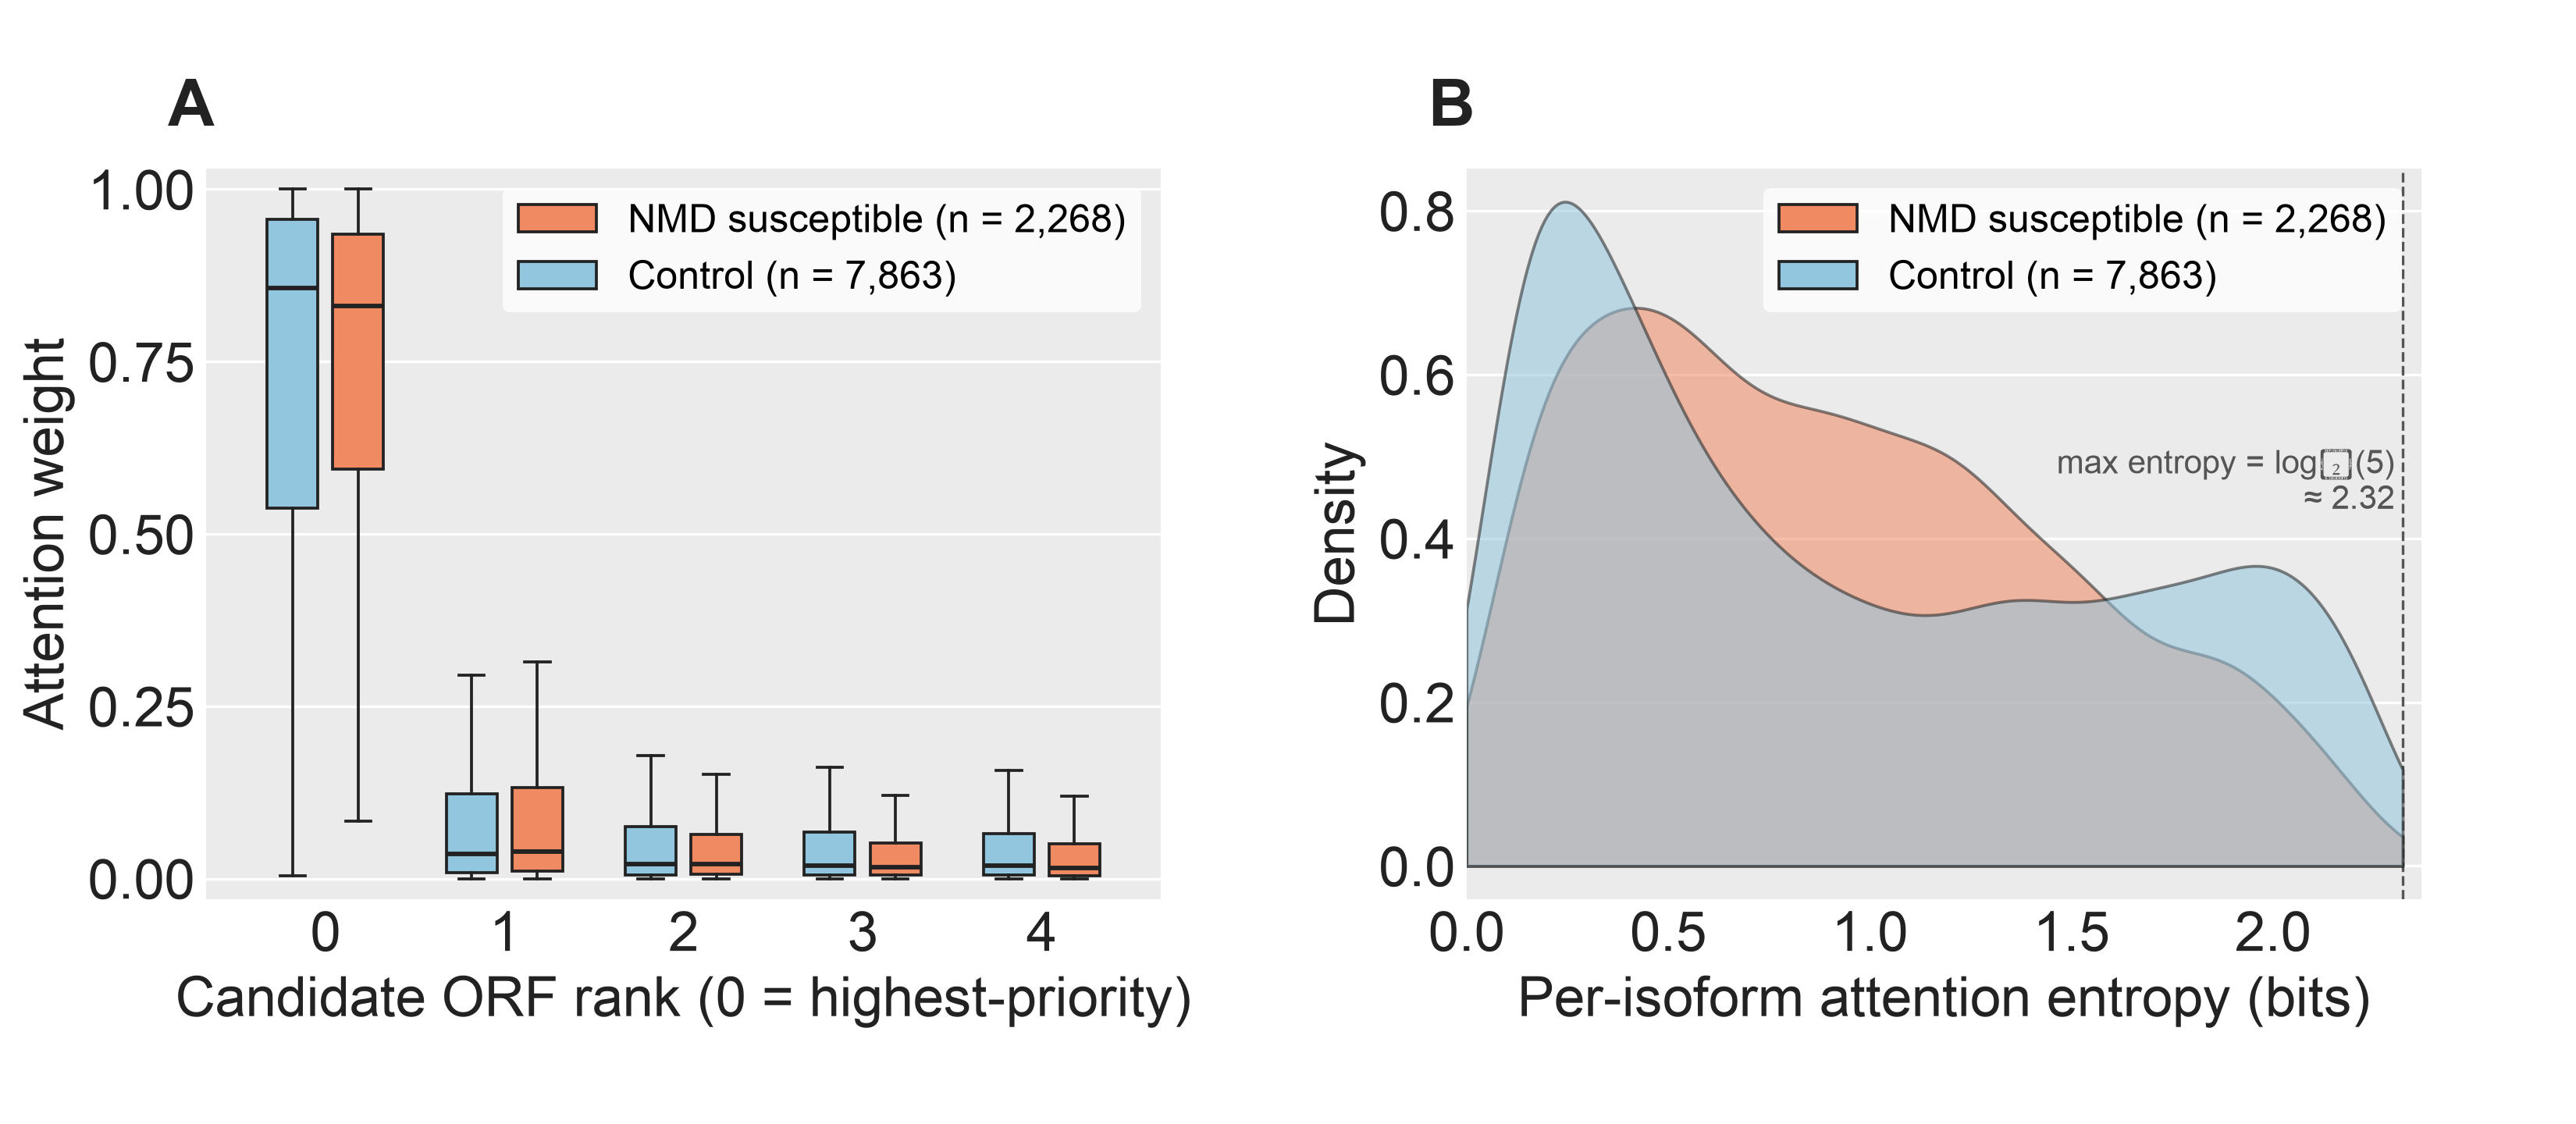 A
1.00
0.75
0.50
0.25
0.00
Attention weight
NMD susceptible (n = 2,268)
Control (n = 7,863)
0 1 2 3 4
Candidate ORF rank (0 = highest-priority)
B
0.8
0.6
0.4
0.2
0.0
Density
NMD susceptible (n = 2,268)
Control (n = 7,863)
max entropy = log₂(5)
≈ 2.32
0.0 0.5 1.0 1.5 2.0
Per-isoform attention entropy (bits)